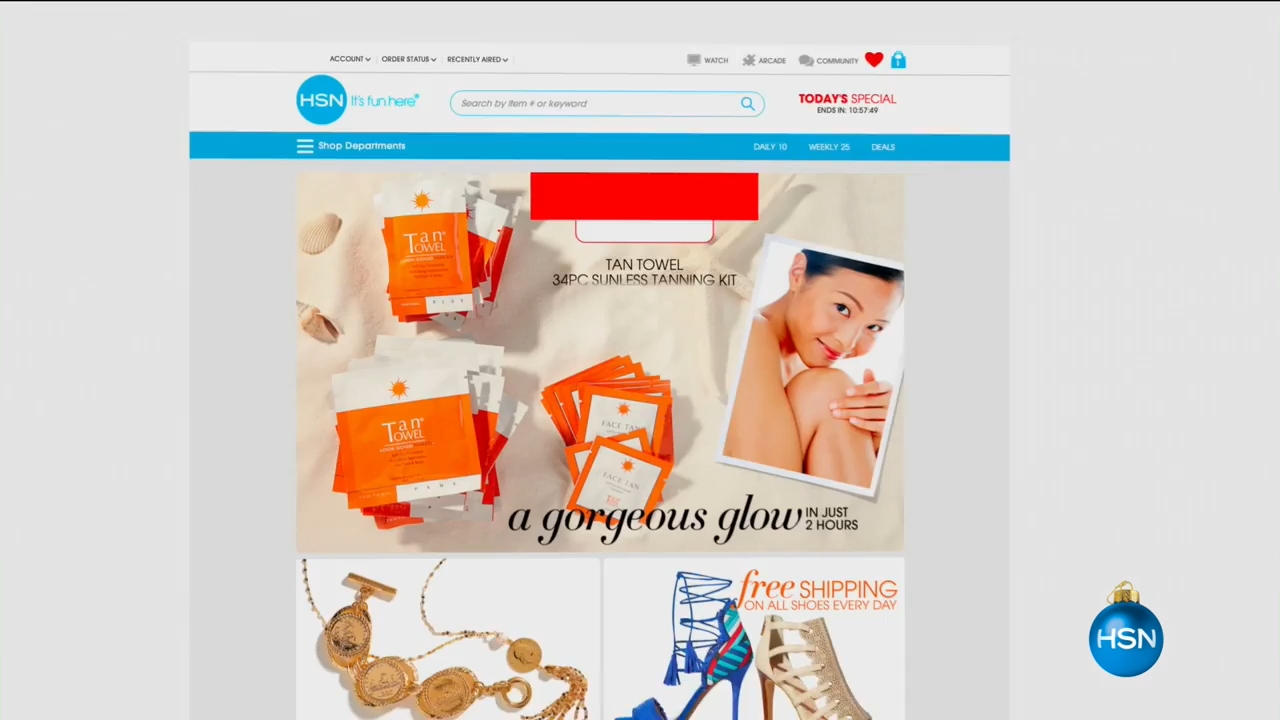 ACCOUNT
ORDER STATUS
RECENTLY AIRED
WATCH
ARCADE
COMMUNITY
HSN It's fun here®
Search by item # or keyword
TODAY'S SPECIAL
ENDS IN: 10:57:49
Shop Departments
DAILY 10
WEEKLY 25
DEALS
Tan
TOWEL
TAN TOWEL
34PC SUNLESS TANNING KIT
Tan
TOWEL
FACE TAN
FACE TAN
a gorgeous glow IN JUST
2 HOURS
free SHIPPING
ON ALL SHOES EVERY DAY
HSN